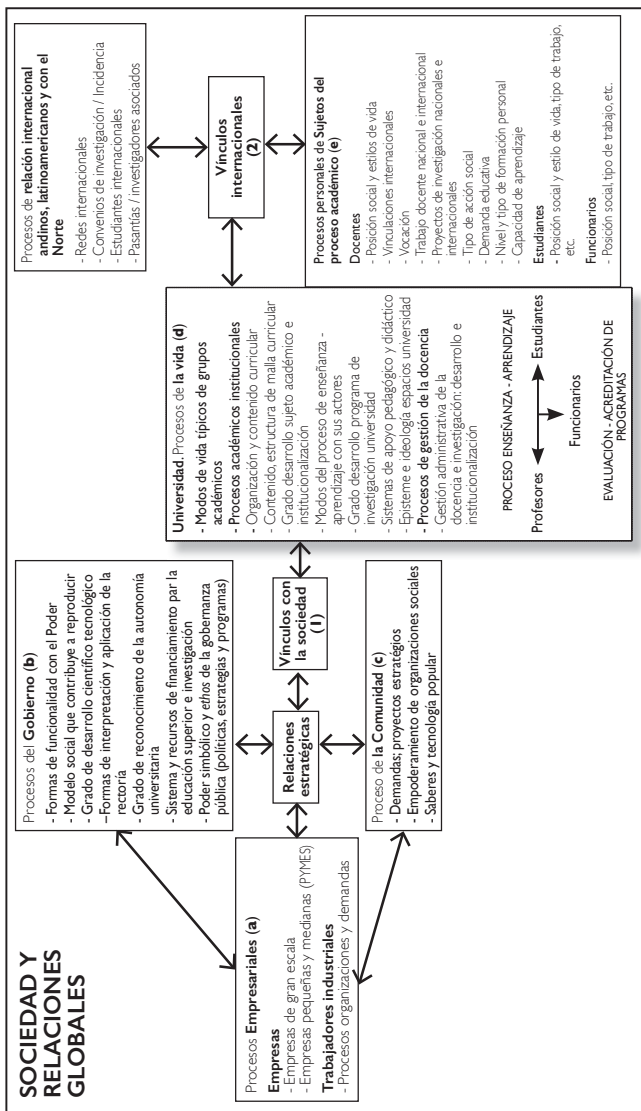 SOCIEDAD Y
RELACIONES
GLOBALES
Procesos Empresariales (a)
Empresas
- Empresas de gran escala
- Empresas pequeñas y medianas (PYMES)
Trabajadores industriales
- Procesos organizaciones y demandas
Procesos del Gobierno (b)
- Formas de funcionalidad con el Poder
- Modelo social que contribuye a reproducir
- Grado de desarrollo científico tecnológico
–Formas de interpretación y aplicación de la
rectoría
- Grado de reconocimiento de la autonomía
universitaria
- Sistema y recursos de financiamiento par la
educación superior e investigación
- Poder simbólico y ethos de la gobernanza
pública (políticas, estrategias y programas)
Relaciones
estratégicas
Proceso de la Comunidad (c)
- Demandas; proyectos estratégios
- Empoderamiento de organizaciones sociales
- Saberes y tecnología popular
Vínculos con
la sociedad
(1)
Universidad. Procesos de la vida (d)
- Modos de vida típicos de grupos
académicos
- Procesos académicos institucionales
- Organización y contenido curricular
- Contenido, estructura de malla curricular
- Grado desarrollo sujeto académico e
institucionalización
- Modos del proceso de enseñanza -
aprendizaje con sus actores
- Grado desarrollo programa de
investigación universidad
- Sistemas de apoyo pedagógico y didáctico
- Episteme e ideología espacios universidad
- Procesos de gestión de la docencia
- Gestión administrativa de la
docencia e investigación: desarrollo e
institucionalización
PROCESO ENSEÑANZA - APRENDIZAJE
Profesores
Estudiantes
Funcionarios
EVALUACIÓN - ACREDITACIÓN DE
PROGRAMAS
Procesos de relación internacional
andinos, latinoamericanos y con el
Norte
- Redes internacionales
- Convenios de investigación / Incidencia
- Estudiantes internacionales
- Pasantías / investigadores asociados
Vínculos
internacionales
(2)
Procesos personales de Sujetos del
proceso académico (e)
Docentes
- Posición social y estilos de vida
- Vinculaciones internacionales
- Vocación
- Trabajo docente nacional e internacional
- Proyectos de investigación nacionales e
internacionales
- Tipo de acción social
- Demanda educativa
- Nivel y tipo de formación personal
- Capacidad de aprendizaje
Estudiantes
- Posición social y estilo de vida, tipo de trabajo,
etc.
Funcionarios
- Posición social, tipo de trabajo, etc.